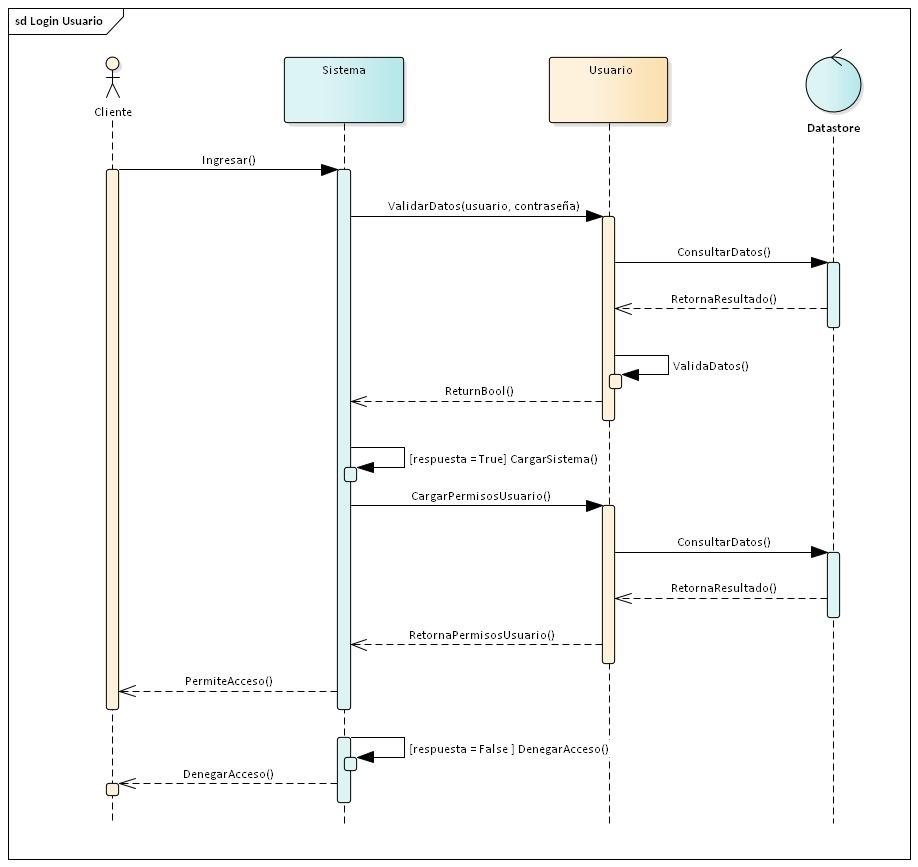 sd Login Usuario
Cliente
Sistema
Usuario
Datastore
Ingresar()
ValidarDatos(usuario, contraseña)
ConsultarDatos()
RetornaResultado()
ValidaDatos()
ReturnBool()
[respuesta =True] CargarSistema()
CargarPermisosUsuario()
ConsultarDatos()
RetornaResultado()
RetornaPermisosUsuario()
PermiteAcceso()
[respuesta = False ] DenegarAcceso()
DenegarAcceso()